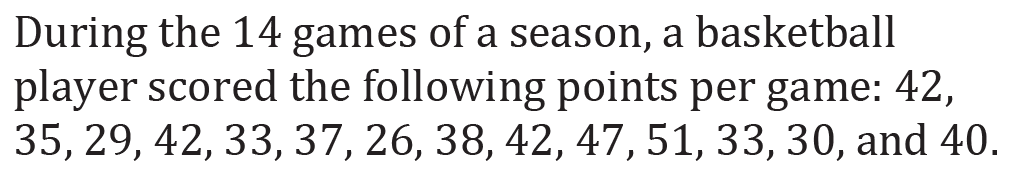 During the 14 games of a season, a basketball
player scored the following points per game: 42,
35, 29, 42, 33, 37, 26, 38, 42, 47, 51, 33, 30, and 40.